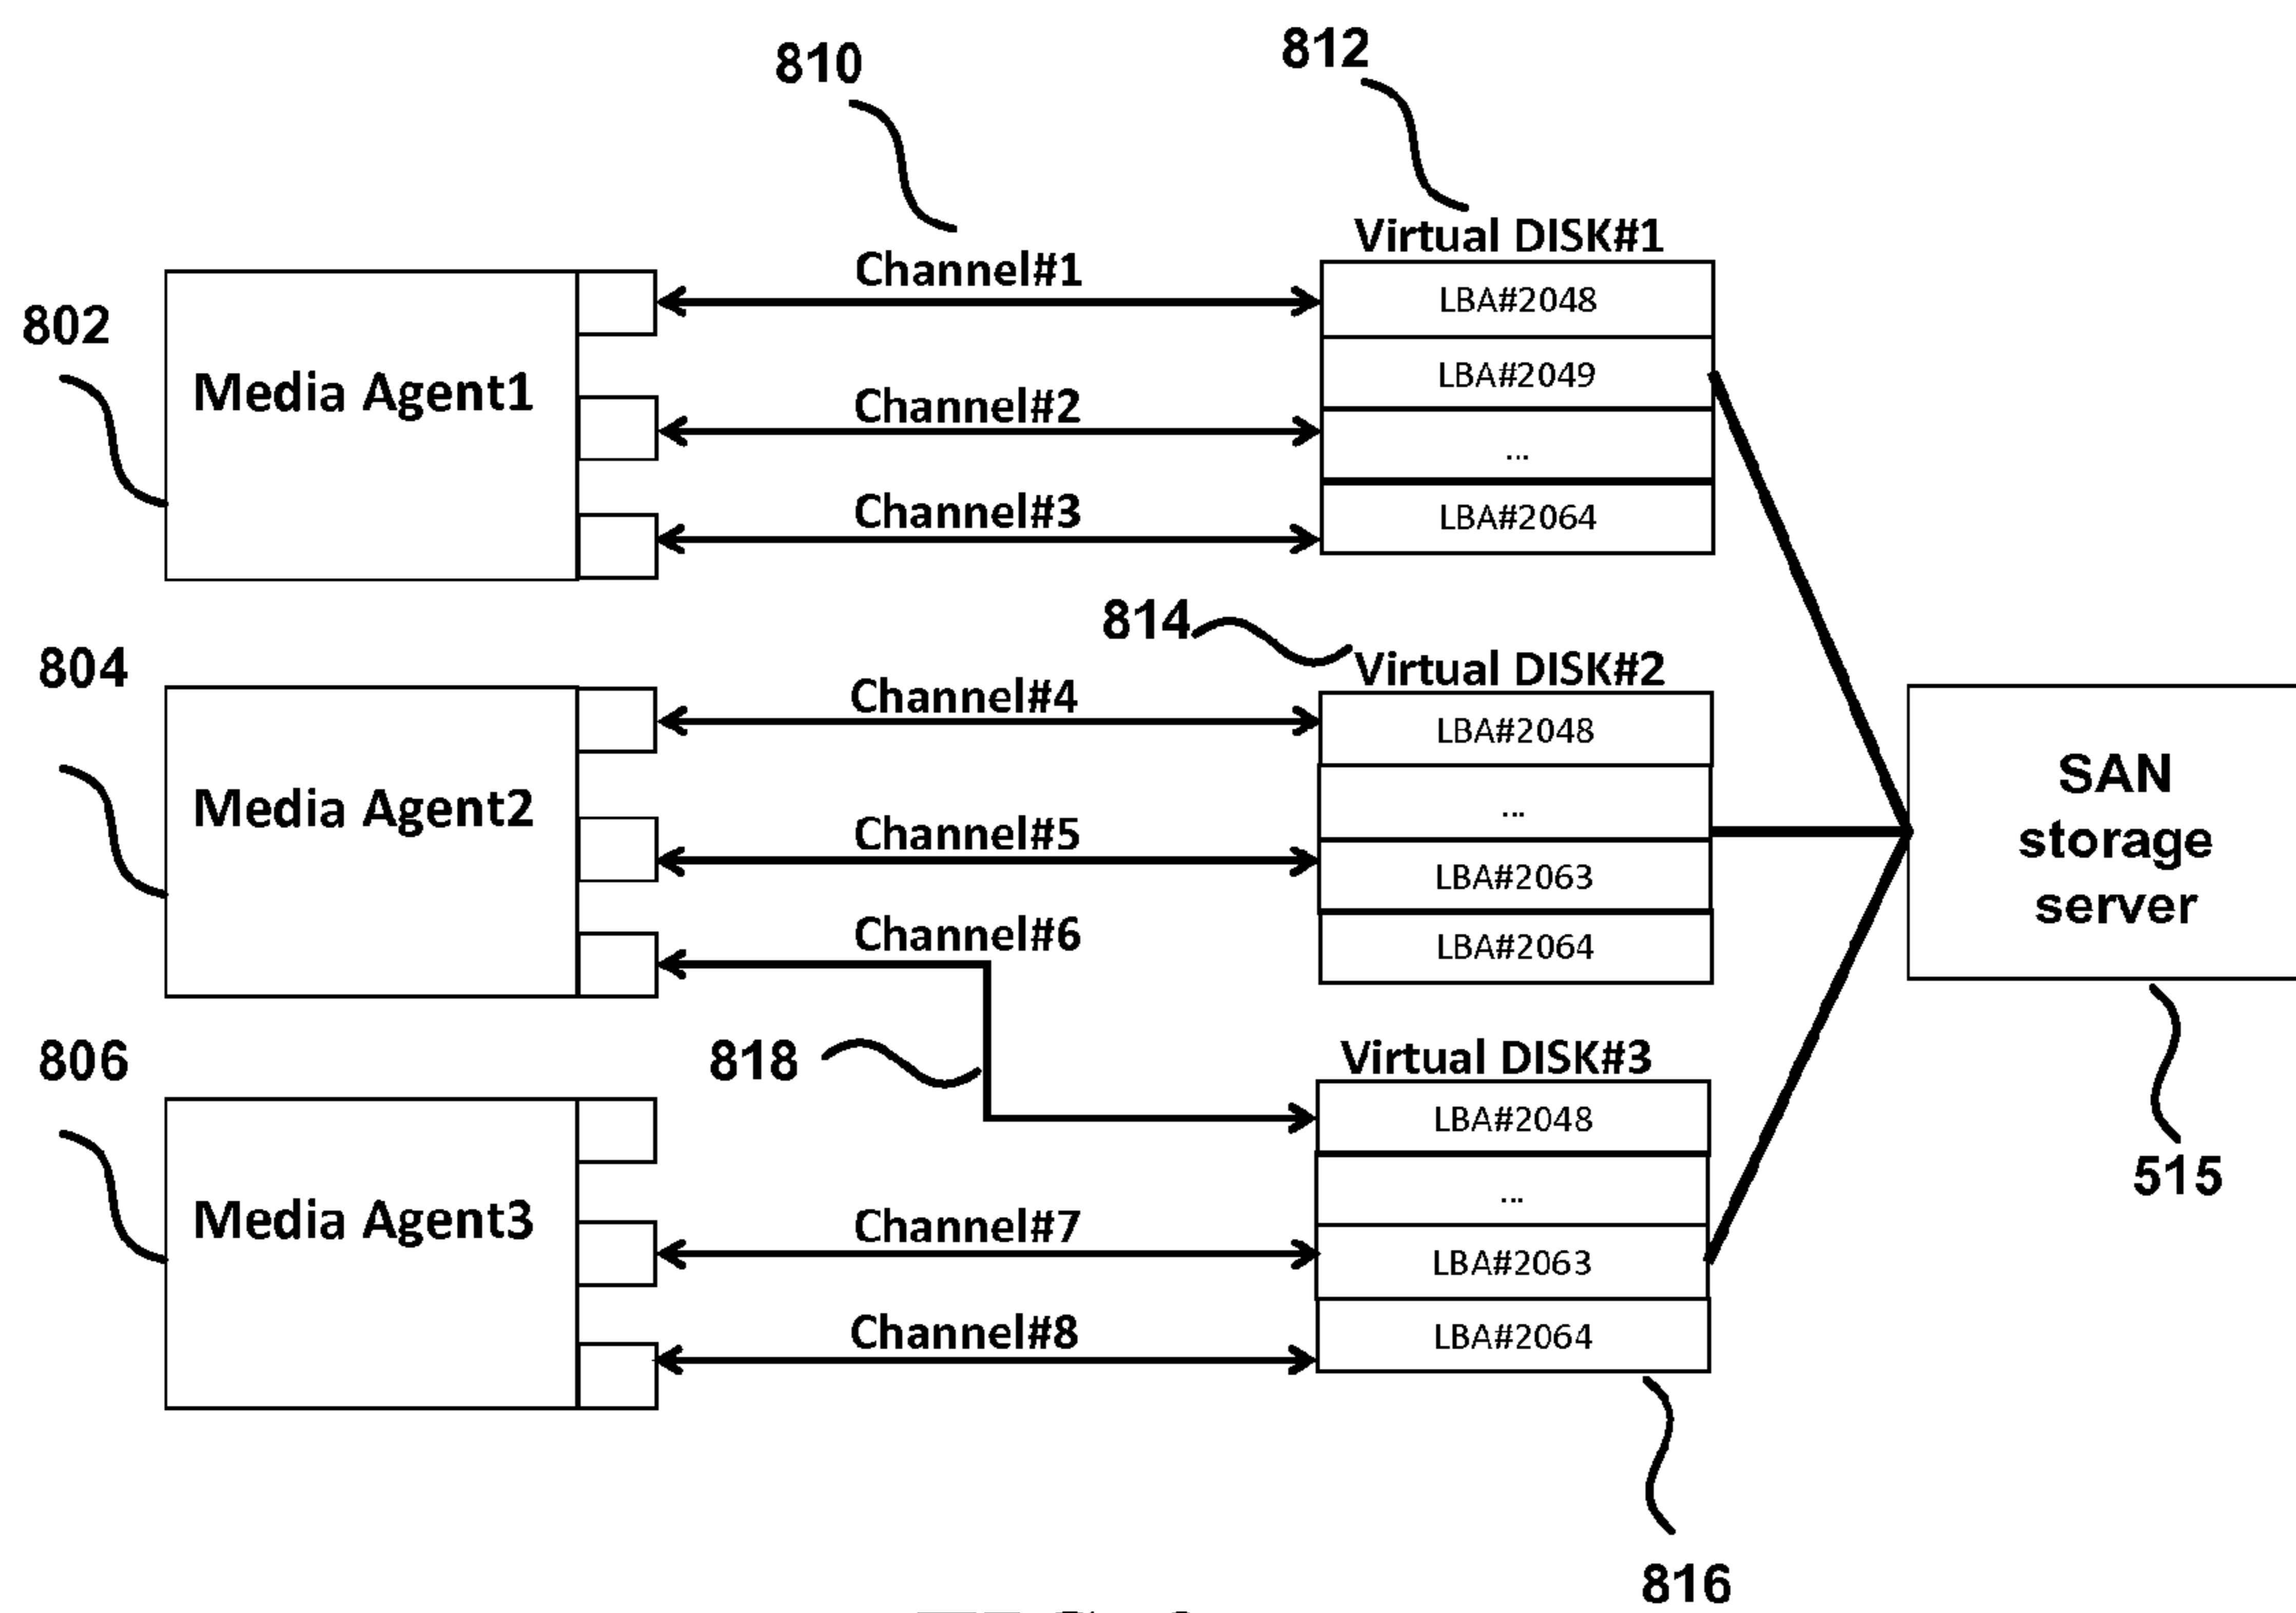 810
812
Virtual DISK#1
Channel#1
LBA#2048
802
Media Agent1
LBA#2049
Channel#2
...
Channel#3
LBA#2064
814
804
Virtual DISK#2
Channel#4
LBA#2048
Media Agent2
...
Channel#5
LBA#2063
Channel#6
LBA#2064
SAN
storage
server
806
818
Virtual DISK#3
LBA#2048
515
...
Media Agent3
Channel#7
LBA#2063
Channel#8
LBA#2064
816